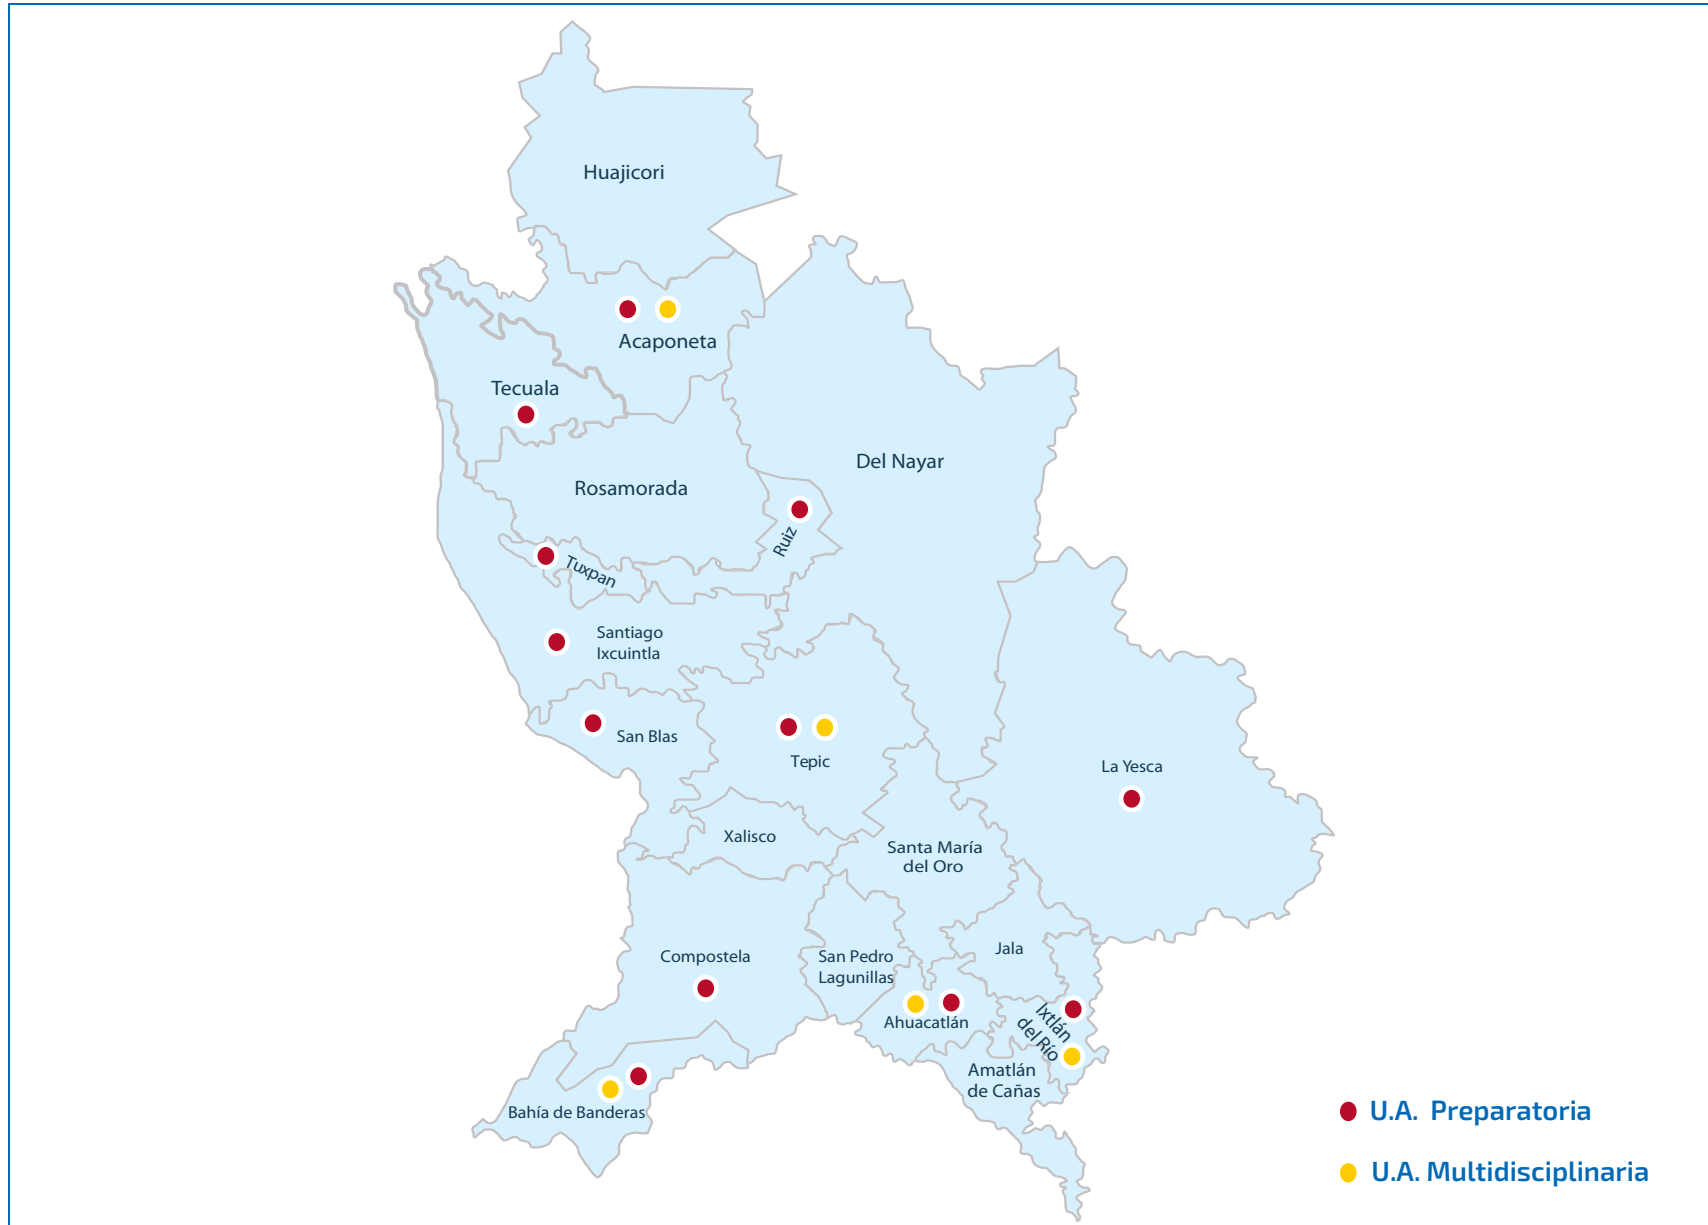 Huajicori
Acaponeta
Tecuala
Del Nayar
Rosamorada
Ruiz
Tuxpan
Santiago
Ixcuintla
San Blas
Tepic
La Yesca
Xalisco
Santa María
del Oro
Jala
Compostela
San Pedro
Lagunillas
Ahuacatlán
Ixtlán
del Río
Amatlán
de Cañas
Bahía de Banderas
U.A. Preparatoria
U.A. Multidisciplinaria